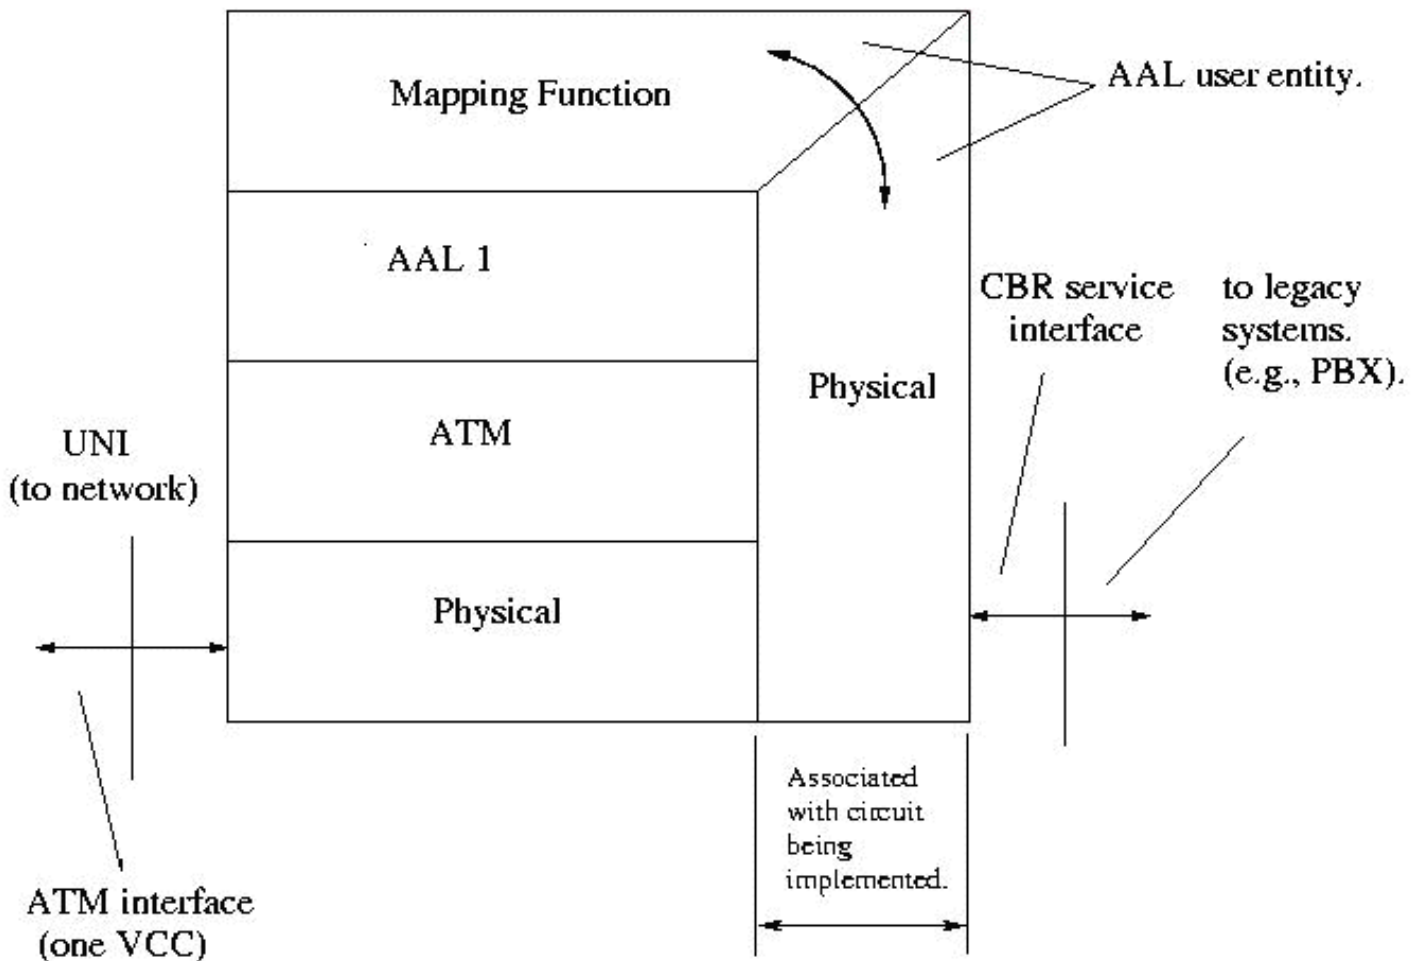 Mapping Function
AAL user entity.
AAL 1
CBR service
interface
to legacy
systems.
(e.g., PBX).
Physical
ATM
UNI
(to network)
Physical
Associated
with circuit
being
implemented.
ATM interface
(one VCC)